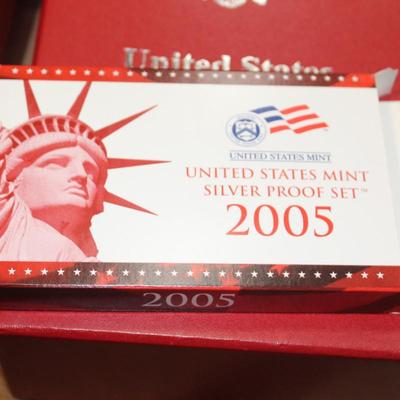 United States
UNITED STATES MINT
UNITED STATES MINT
SILVER PROOF SET™
2005
2005